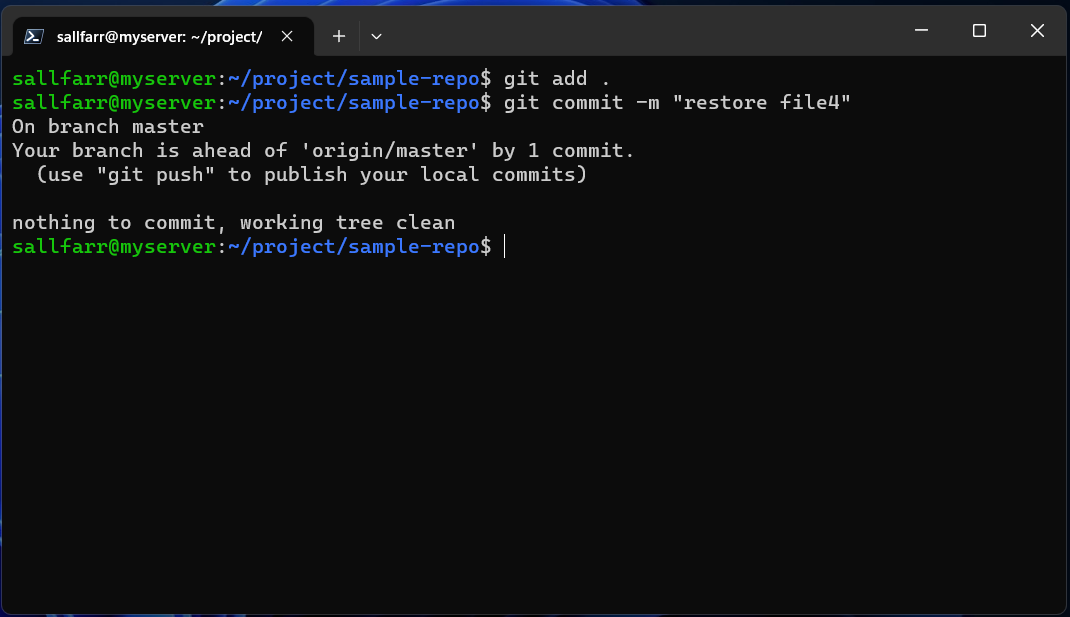 sallfarr@myserver: ~/project/
sallfarr@myserver:~/project/sample-repo$ git add .
sallfarr@myserver:~/project/sample-repo$ git commit -m "restore file4"
On branch master
Your branch is ahead of 'origin/master' by 1 commit.
  (use "git push" to publish your local commits)
nothing to commit, working tree clean
sallfarr@myserver:~/project/sample-repo$